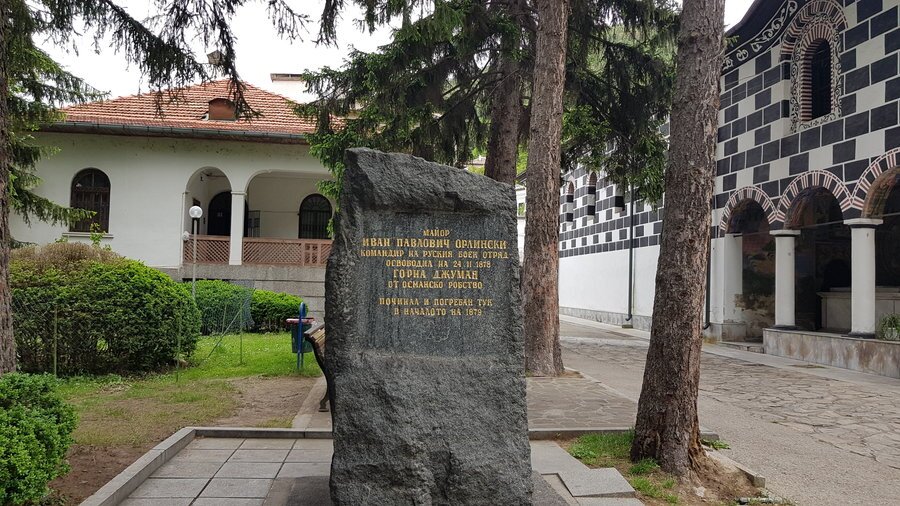 МАЙОР
ИВАН ПАВЛОВИЧ ОРЛИНСКИ
КОМАНДИР НА РУСКИЯ БОЕН ОТРЯД
ОСВОБОДИЛ НА 24. II. 1878
ГОРНА ДЖУМАЯ
ОТ ОСМАНСКО РОБСТВО
ПОЧИНАЛ И ПОГРЕБАН ТУК
В НАЧАЛОТО НА 1879